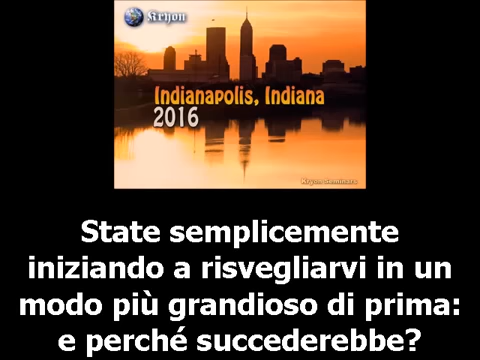 Kryon
Indianapolis, Indiana
2016
Kryon Seminars
State semplicemente
iniziando a risvegliarvi in un
modo più grandioso di prima:
e perché succederebbe?